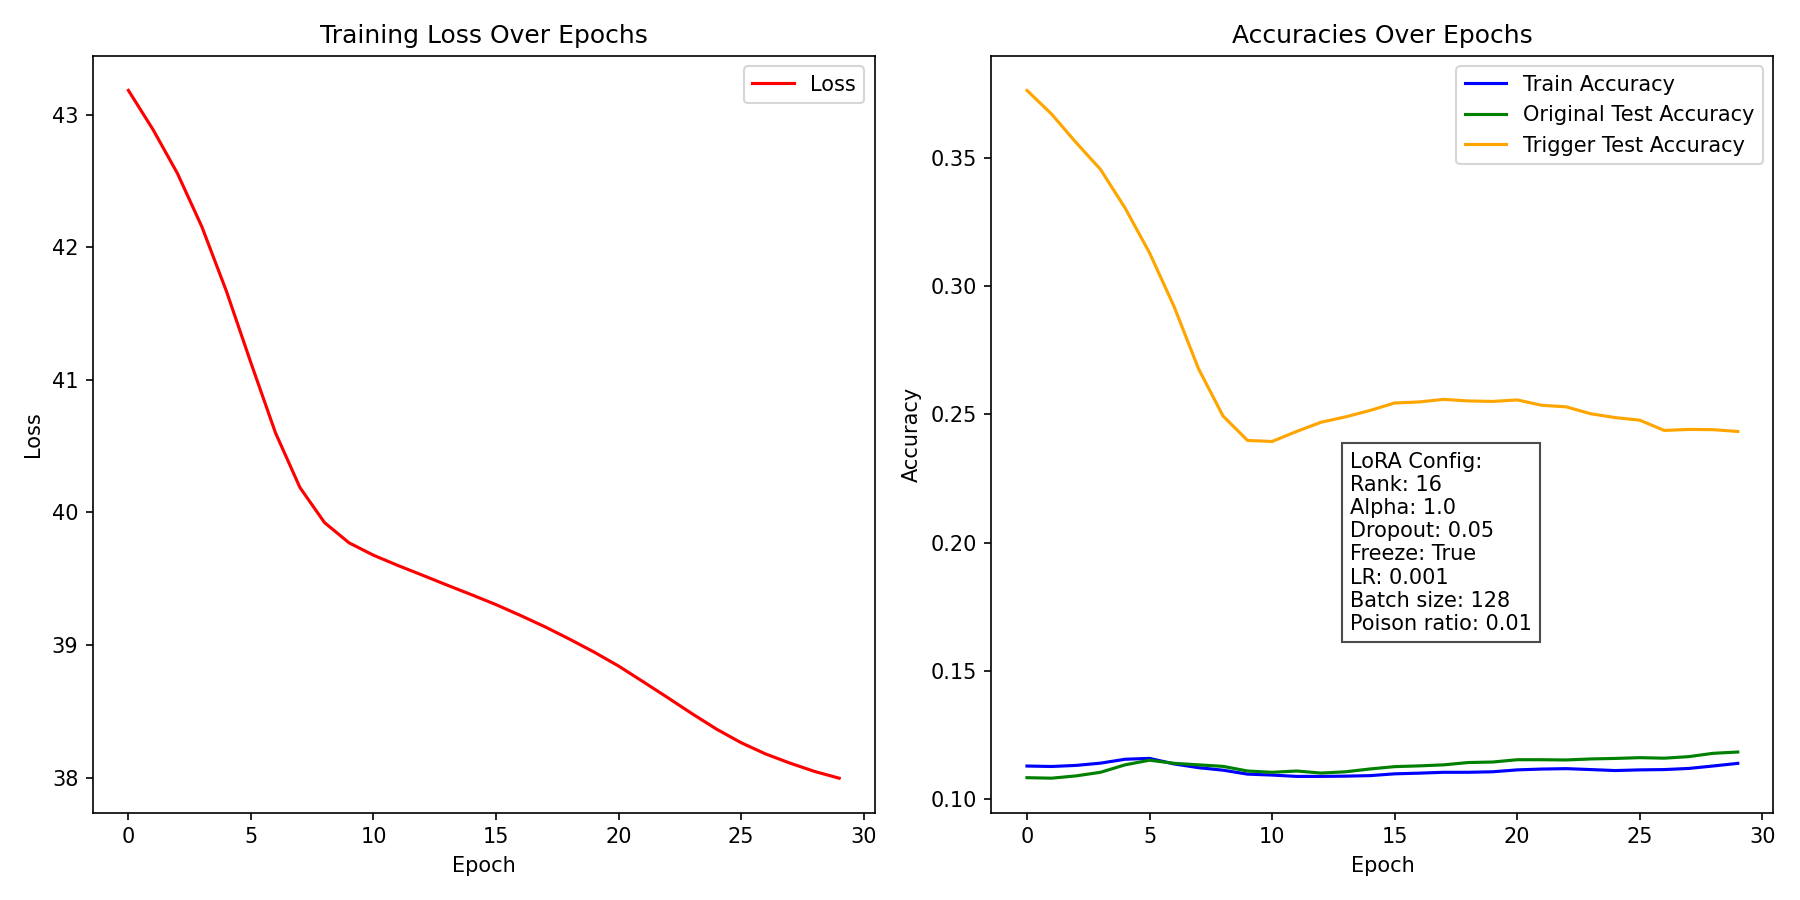 Training Loss Over Epochs
Loss
43
42
41
40
39
38
Loss
0 5 10 15 20 25 30
Epoch
Accuracies Over Epochs
Train Accuracy
Original Test Accuracy
Trigger Test Accuracy
0.35
0.30
0.25
0.20
0.15
0.10
Accuracy
LoRA Config:
Rank: 16
Alpha: 1.0
Dropout: 0.05
Freeze: True
LR: 0.001
Batch size: 128
Poison ratio: 0.01
0 5 10 15 20 25 30
Epoch